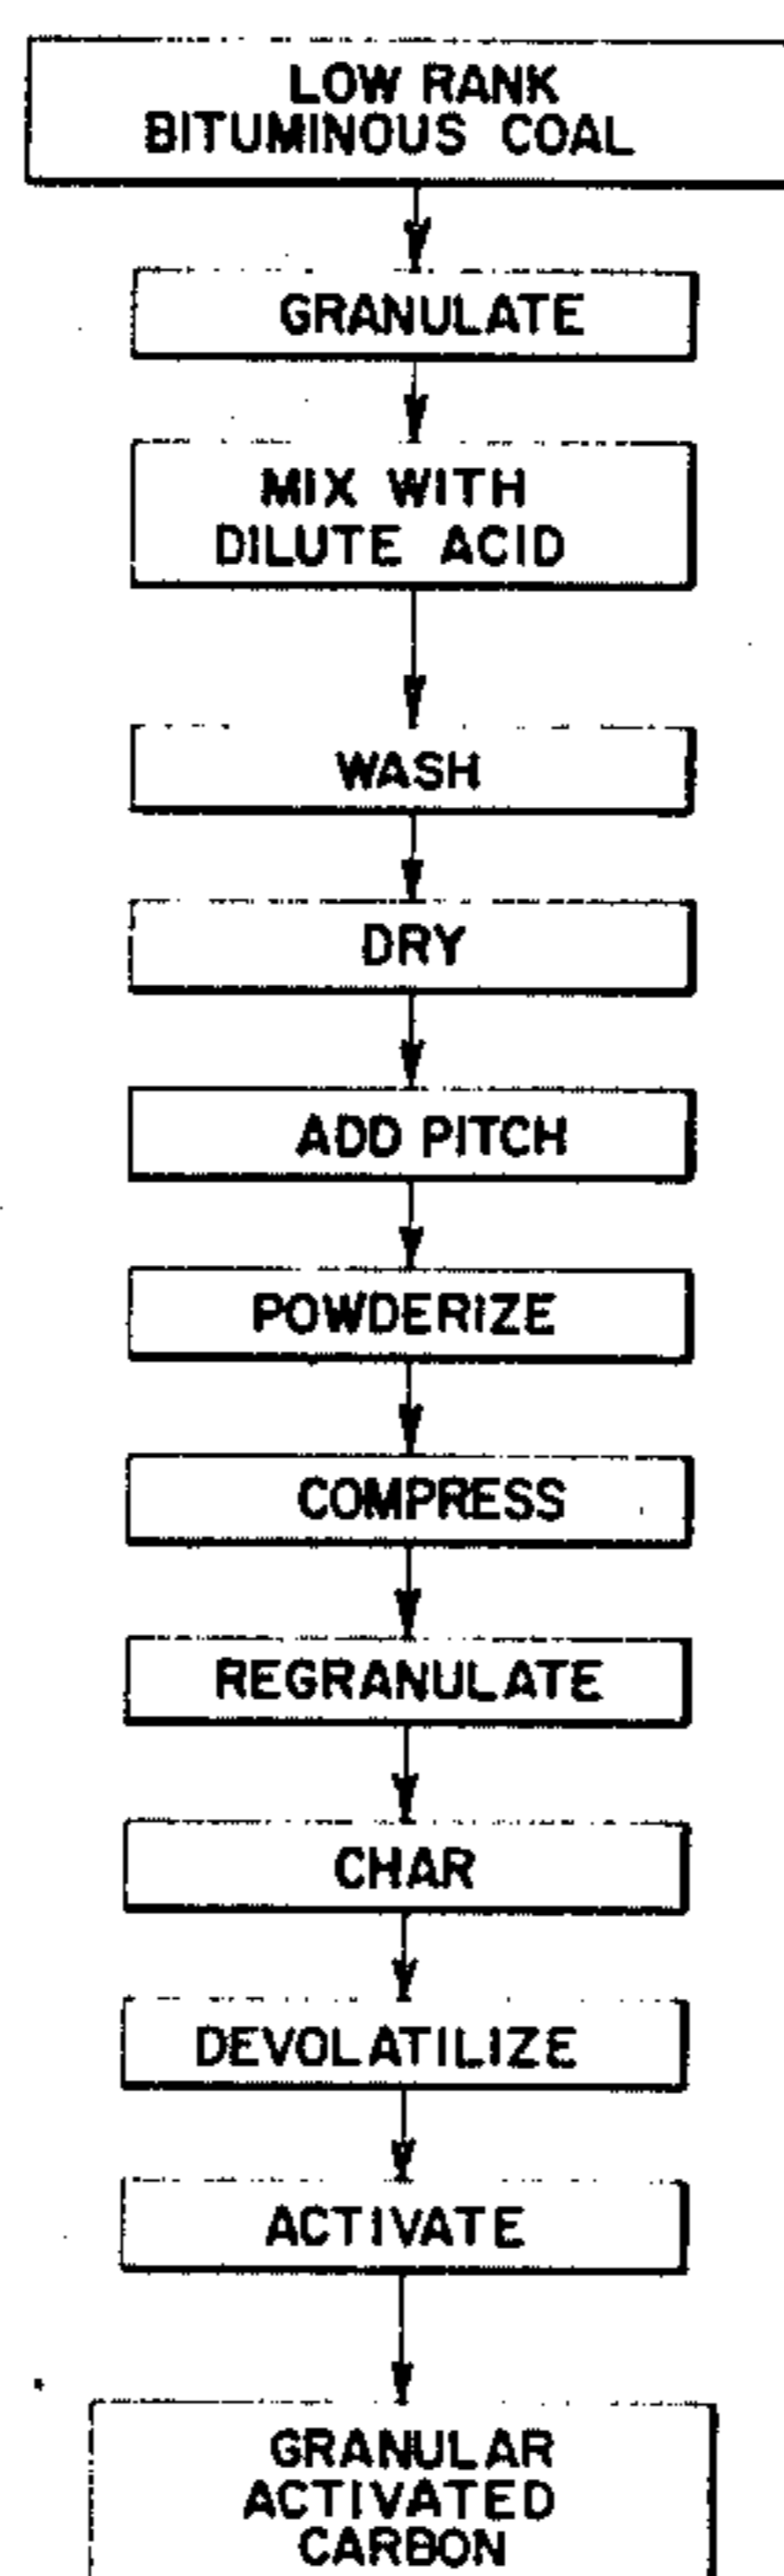 LOW RANK
BITUMINOUS COAL
GRANULATE
MIX WITH
DILUTE ACID
WASH
DRY
ADD PITCH
POWDERIZE
COMPRESS
REGRANULATE
CHAR
DEVOLATILIZE
ACTIVATE
GRANULAR
ACTIVATED
CARBON